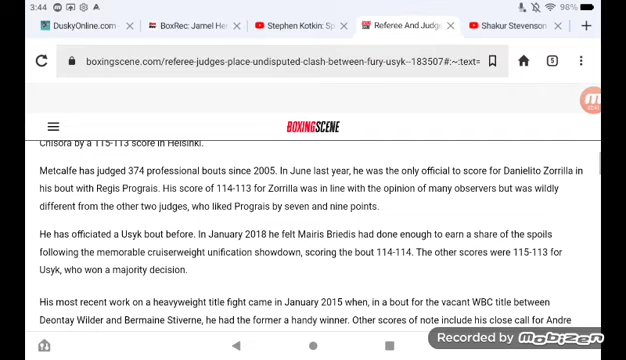 3:44
98%
DuskyOnline.com -
BoxRec: Jamel Her
Stephen Kotkin: Sp
Referee And Judg
Shakur Stevenson
boxingscene.com/referee-judges-place-undisputed-clash-between-fury-usyk--183507#:~:text=
5
BOXINGSCENE
Chisora by a 115-113 score in Helsinki.
Metcalfe has judged 374 professional bouts since 2005. In June last year, he was the only official to score for Danielito Zorrilla in
his bout with Regis Prograis. His score of 114-113 for Zorrilla was in line with the opinion of many observers but was wildly
different from the other two judges, who liked Prograis by seven and nine points.
He has officiated a Usyk bout before. In January 2018 he felt Mairis Briedis had done enough to earn a share of the spoils
following the memorable cruiserweight unification showdown, scoring the bout 114-114. The other scores were 115-113 for
Usyk, who won a majority decision.
His most recent work on a heavyweight title fight came in January 2015 when, in a bout for the vacant WBC title between
Deontay Wilder and Bermaine Stiverne, he had the former a handy winner. Other scores of note include his close call for Andre
Recorded by mobizen